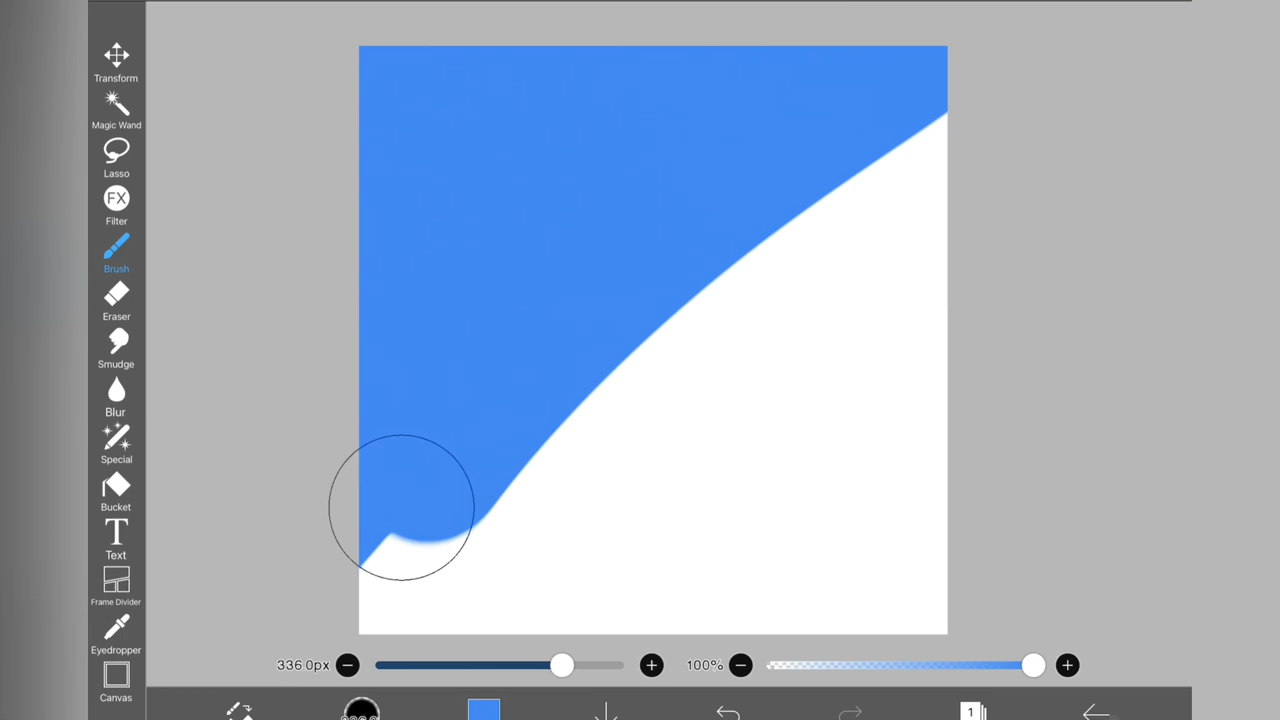 Transform
Magic Wand
Lasso
FX
Filter
Brush
Eraser
Smudge
Blur
Special
Bucket
T
Text
Frame Divider
Eyedropper
Canvas
336 0px
100%
1